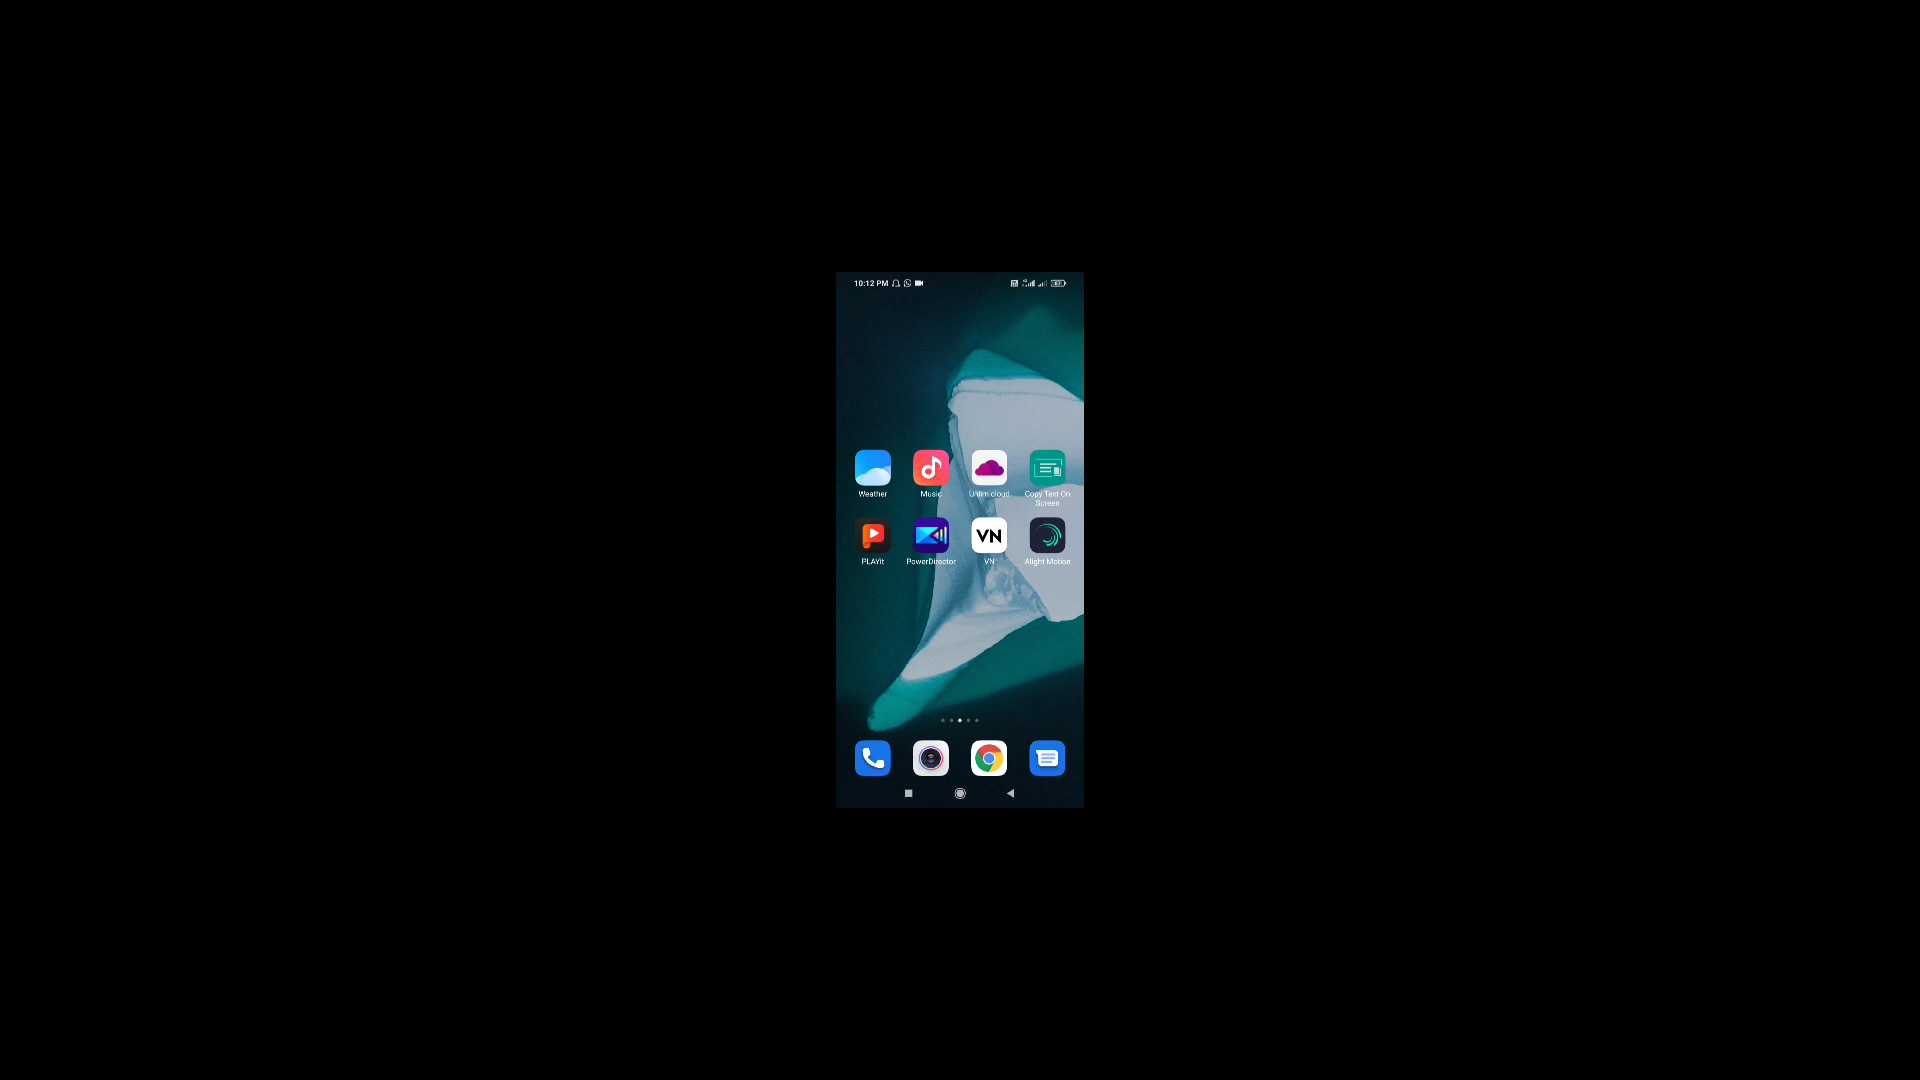 10:12 PM
Weather Music Unlim cloud Copy Text On Screen
VN
PLAYit PowerDirector VN Alight Motion